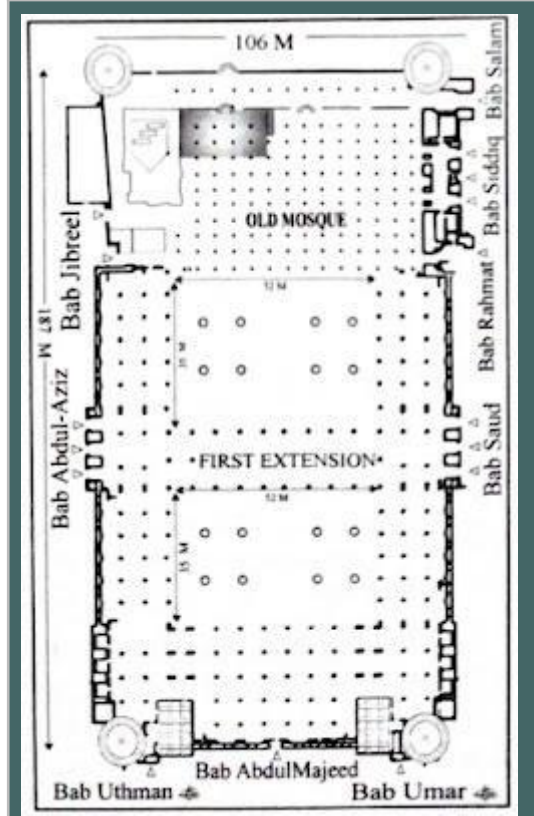 106 M
Bab Salam
Bab Siddiq
OLD MOSQUE
Bab Jibreel
Bab Rahmat
52 M
35 M
187 M
Bab Abdul-Aziz
FIRST EXTENSION
Bab Saud
52 M
35 M
Bab AbdulMajeed
Bab Uthman
Bab Umar